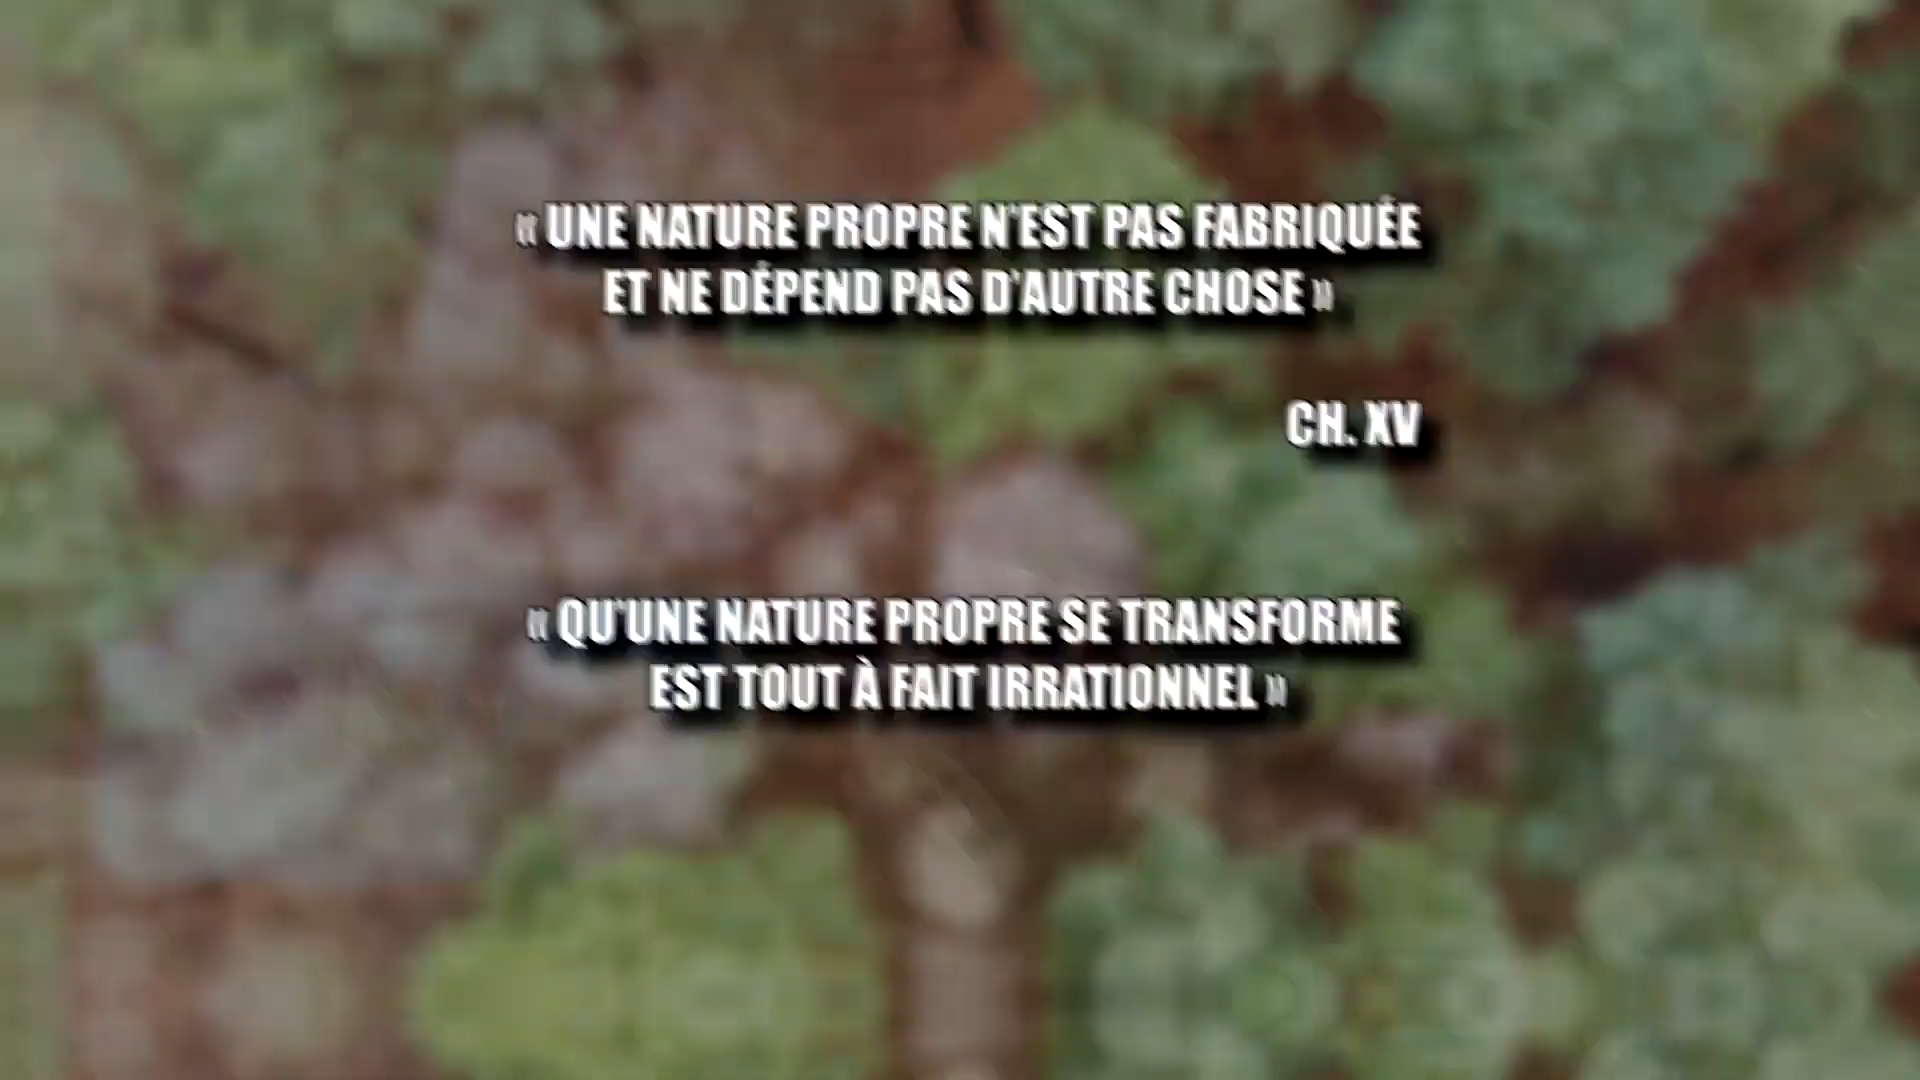 « UNE NATURE PROPRE N'EST PAS FABRIQUÉE
ET NE DÉPEND PAS D'AUTRE CHOSE »
CH. XV
« QU'UNE NATURE PROPRE SE TRANSFORME
EST TOUT À FAIT IRRATIONNEL »